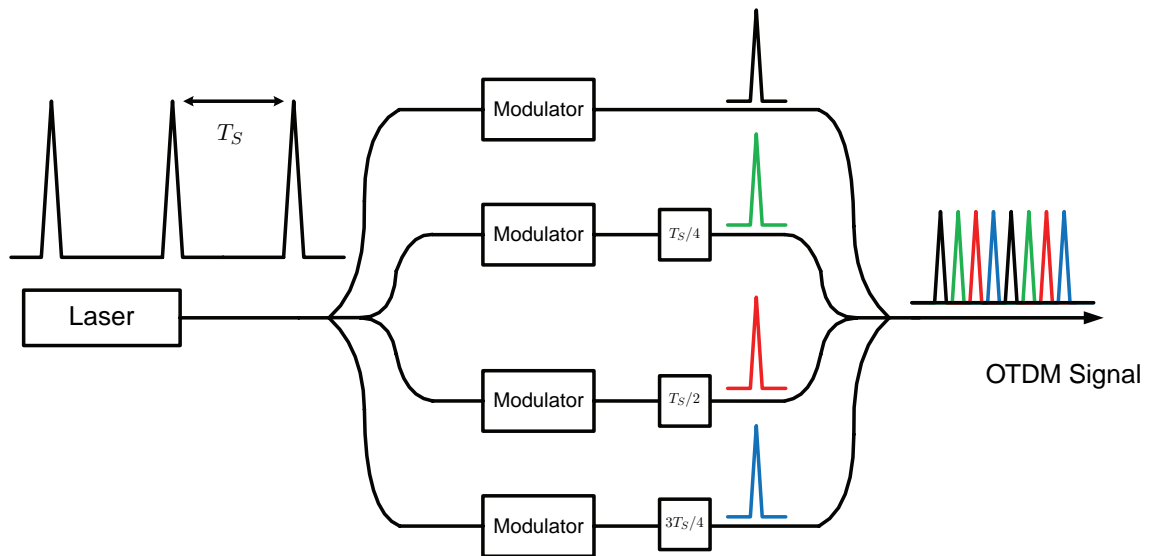 Modulator
T_S
Modulator
T_S/4
Laser
OTDM Signal
Modulator
T_S/2
Modulator
3T_S/4